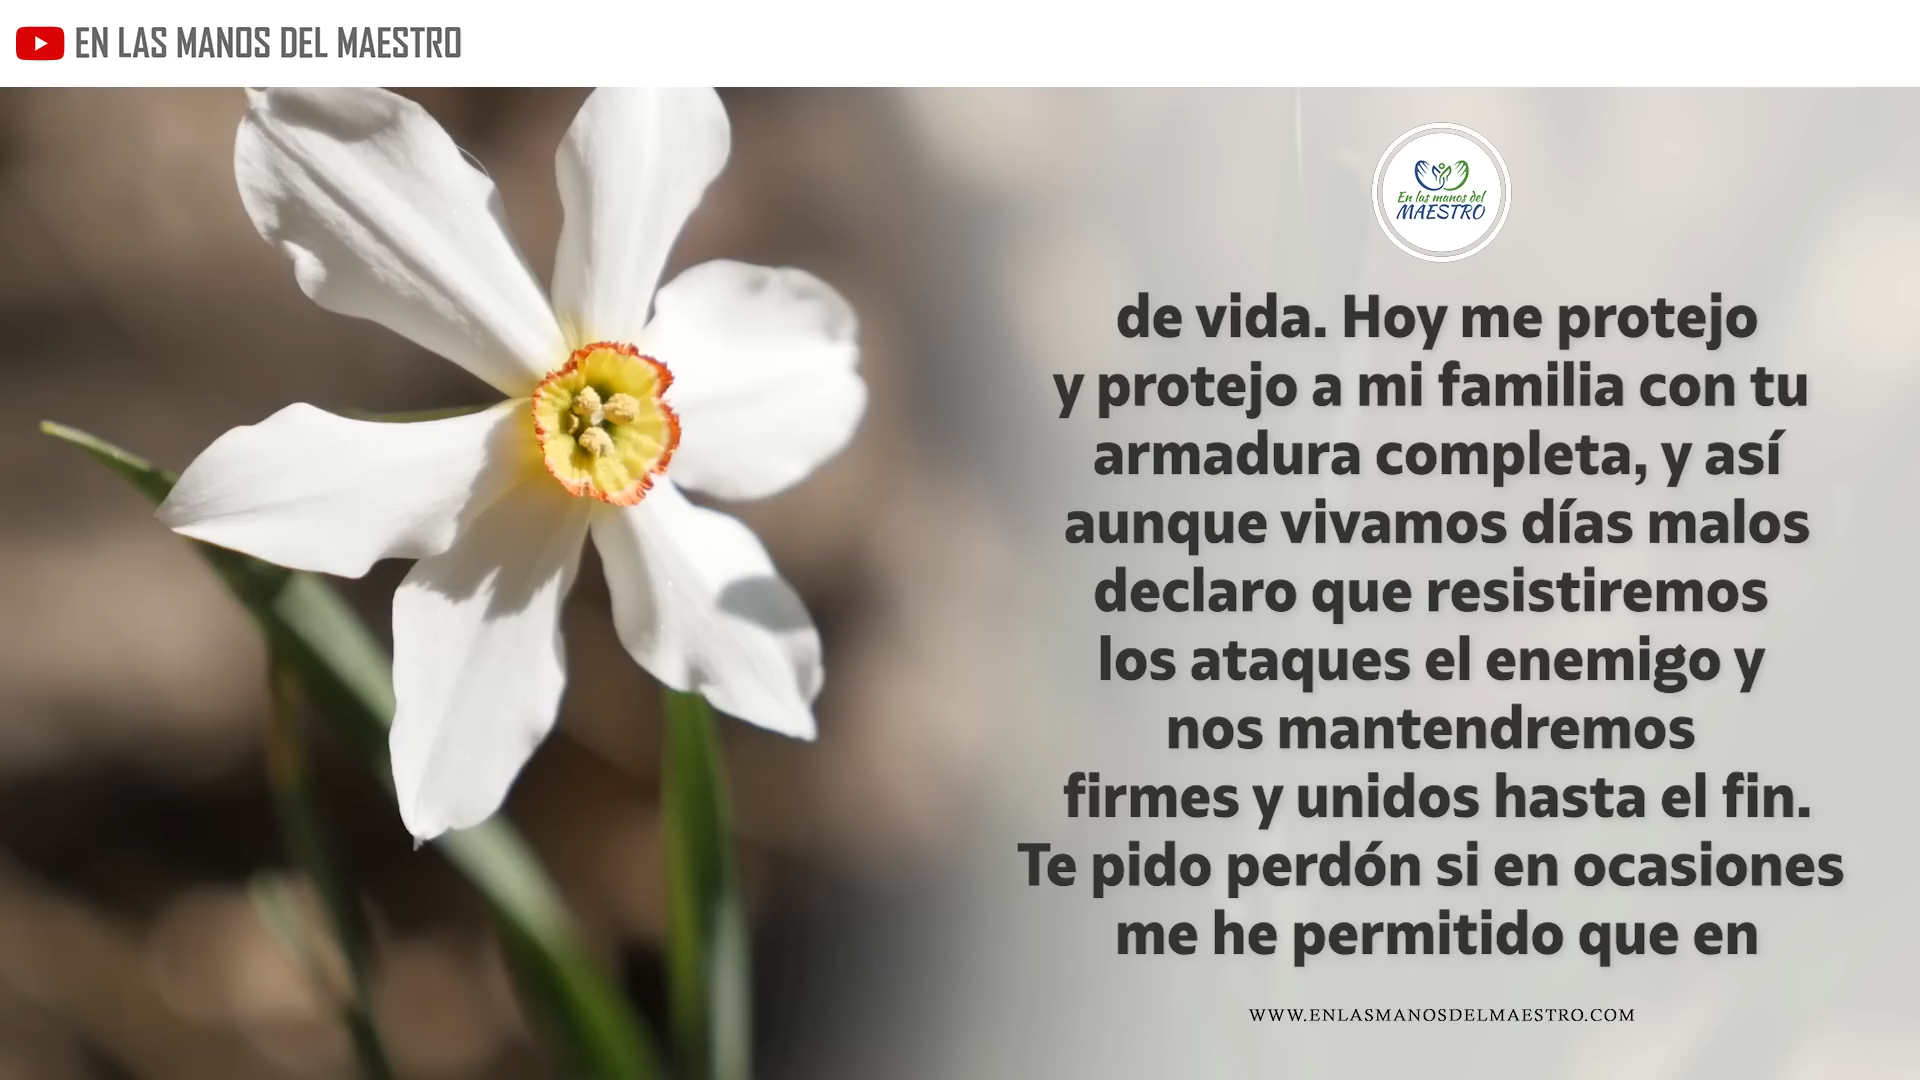 EN LAS MANOS DEL MAESTRO
En las manos del
MAESTRO
de vida. Hoy me protejo
y protejo a mi familia con tu
armadura completa, y así
aunque vivamos días malos
declaro que resistiremos
los ataques el enemigo y
nos mantendremos
firmes y unidos hasta el fin.
Te pido perdón si en ocasiones
me he permitido que en
WWW.ENLASMANOSDELMAESTRO.COM